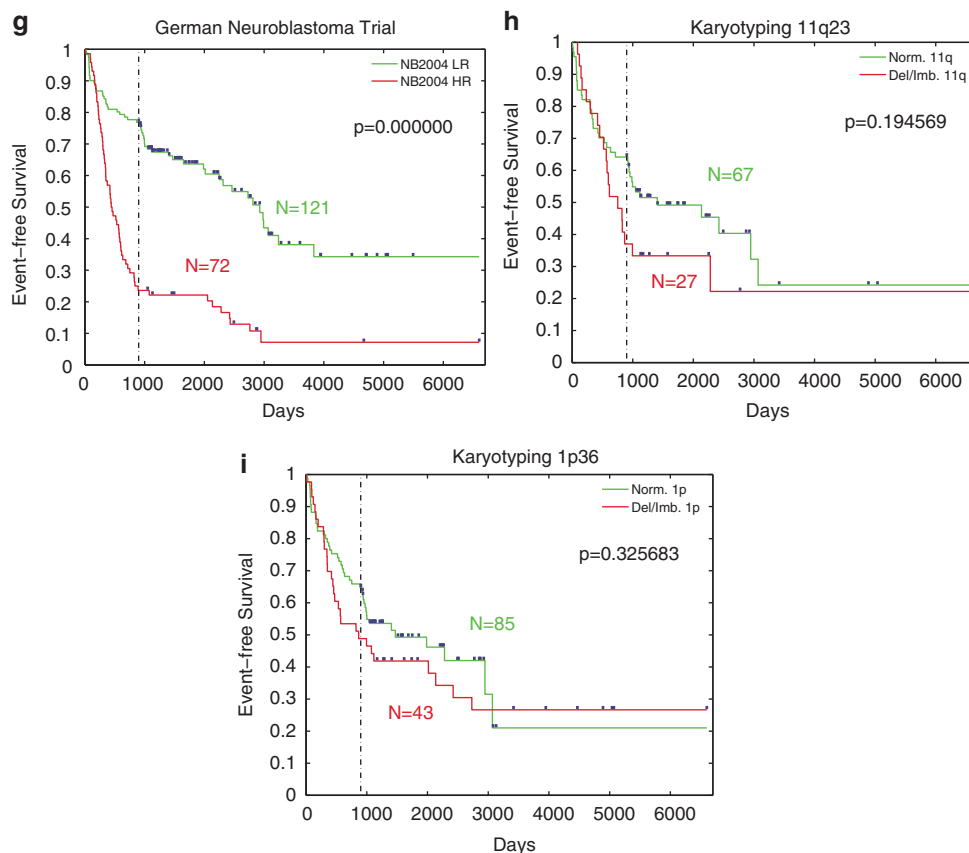 g
German Neuroblastoma Trial
1
0.9
0.8
0.7
0.6
0.5
0.4
0.3
0.2
0.1
0
Event–free Survival
NB2004 LR
NB2004 HR
p=0.000000
N=121
N=72
0 1000 2000 3000 4000 5000 6000
Days
h
Karyotyping 11q23
1
0.9
0.8
0.7
0.6
0.5
0.4
0.3
0.2
0.1
0
Event–free Survival
Norm. 11q
Del/Imb. 11q
p=0.194569
N=67
N=27
0 1000 2000 3000 4000 5000 6000
Days
i
Karyotyping 1p36
1
0.9
0.8
0.7
0.6
0.5
0.4
0.3
0.2
0.1
0
Event–free Survival
Norm. 1p
Del/Imb. 1p
p=0.325683
N=85
N=43
0 1000 2000 3000 4000 5000 6000
Days